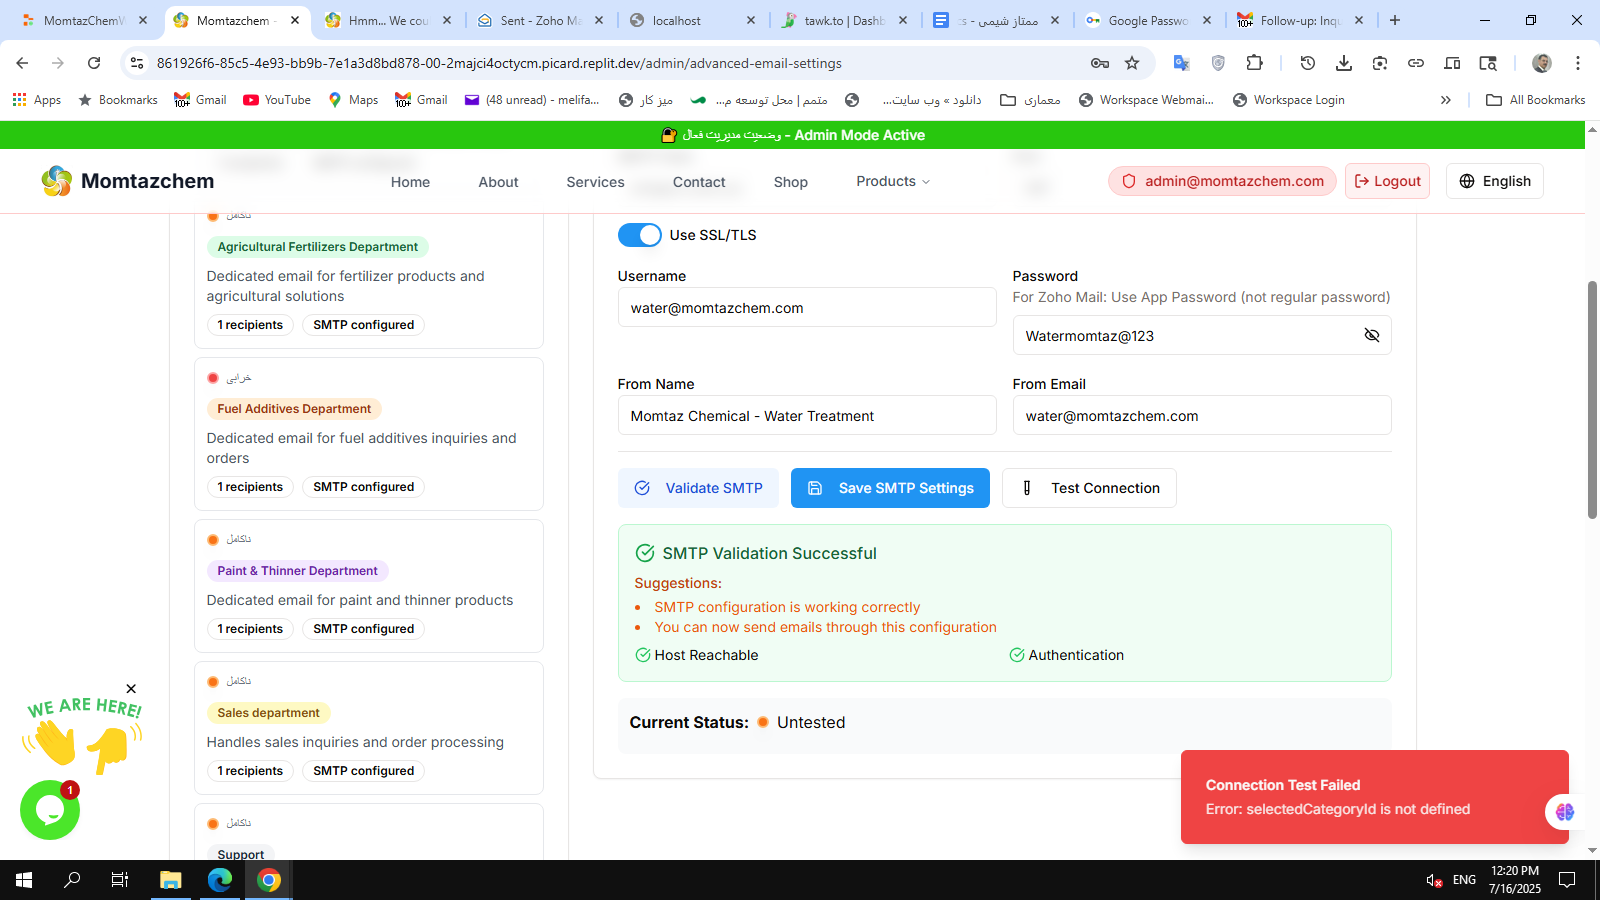 MomtazChemW
Momtazchem -
Hmm... We cou
Sent - Zoho Ma
localhost
tawk.to | Dashb
ممتاز شیمی - cs
Google Passwo
Follow-up: Inqu
861926f6-85c5-4e93-bb9b-7e1a3d8bd878-00-2majci4octycm.picard.replit.dev/admin/advanced-email-settings
Apps
Bookmarks
Gmail
YouTube
Maps
Gmail
(48 unread) - melifa...
میز کار
متمم | محل توسعه م...
دانلود » وب سایت...
معماری
Workspace Webmai...
Workspace Login
All Bookmarks
وضعیت مدیریت فعال - Admin Mode Active
Momtazchem
Home
About
Services
Contact
Shop
Products
admin@momtazchem.com
Logout
English
ناکامل
Agricultural Fertilizers Department
Dedicated email for fertilizer products and
agricultural solutions
1 recipients
SMTP configured
خرابی
Fuel Additives Department
Dedicated email for fuel additives inquiries and
orders
1 recipients
SMTP configured
ناکامل
Paint & Thinner Department
Dedicated email for paint and thinner products
1 recipients
SMTP configured
ناکامل
Sales department
Handles sales inquiries and order processing
1 recipients
SMTP configured
ناکامل
Support
Use SSL/TLS
Username
water@momtazchem.com
Password
For Zoho Mail: Use App Password (not regular password)
Watermomtaz@123
From Name
Momtaz Chemical - Water Treatment
From Email
water@momtazchem.com
Validate SMTP
Save SMTP Settings
Test Connection
SMTP Validation Successful
Suggestions:
• SMTP configuration is working correctly
• You can now send emails through this configuration
Host Reachable
Authentication
Current Status: Untested
Connection Test Failed
Error: selectedCategoryId is not defined
WE ARE HERE!
1
ENG
12:20 PM
7/16/2025